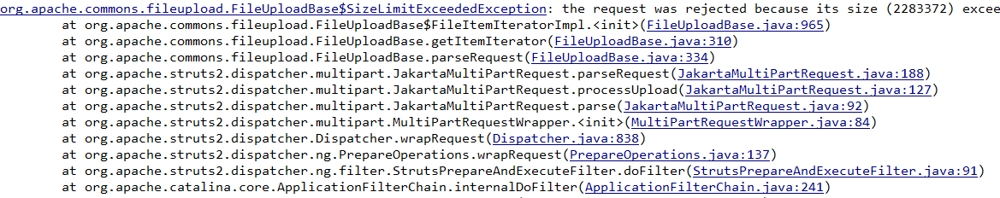 org.apache.commons.fileupload.FileUploadBase$SizeLimitExceededException: the request was rejected because its size (2283372) excee
at org.apache.commons.fileupload.FileUploadBase$FileItemIteratorImpl.<init>(FileUploadBase.java:965)
at org.apache.commons.fileupload.FileUploadBase.getItemIterator(FileUploadBase.java:310)
at org.apache.commons.fileupload.FileUploadBase.parseRequest(FileUploadBase.java:334)
at org.apache.struts2.dispatcher.multipart.JakartaMultiPartRequest.parseRequest(JakartaMultiPartRequest.java:188)
at org.apache.struts2.dispatcher.multipart.JakartaMultiPartRequest.processUpload(JakartaMultiPartRequest.java:127)
at org.apache.struts2.dispatcher.multipart.JakartaMultiPartRequest.parse(JakartaMultiPartRequest.java:92)
at org.apache.struts2.dispatcher.multipart.MultiPartRequestWrapper.<init>(MultiPartRequestWrapper.java:84)
at org.apache.struts2.dispatcher.Dispatcher.wrapRequest(Dispatcher.java:838)
at org.apache.struts2.dispatcher.ng.PrepareOperations.wrapRequest(PrepareOperations.java:137)
at org.apache.struts2.dispatcher.ng.filter.StrutsPrepareAndExecuteFilter.doFilter(StrutsPrepareAndExecuteFilter.java:91)
at org.apache.catalina.core.ApplicationFilterChain.internalDoFilter(ApplicationFilterChain.java:241)